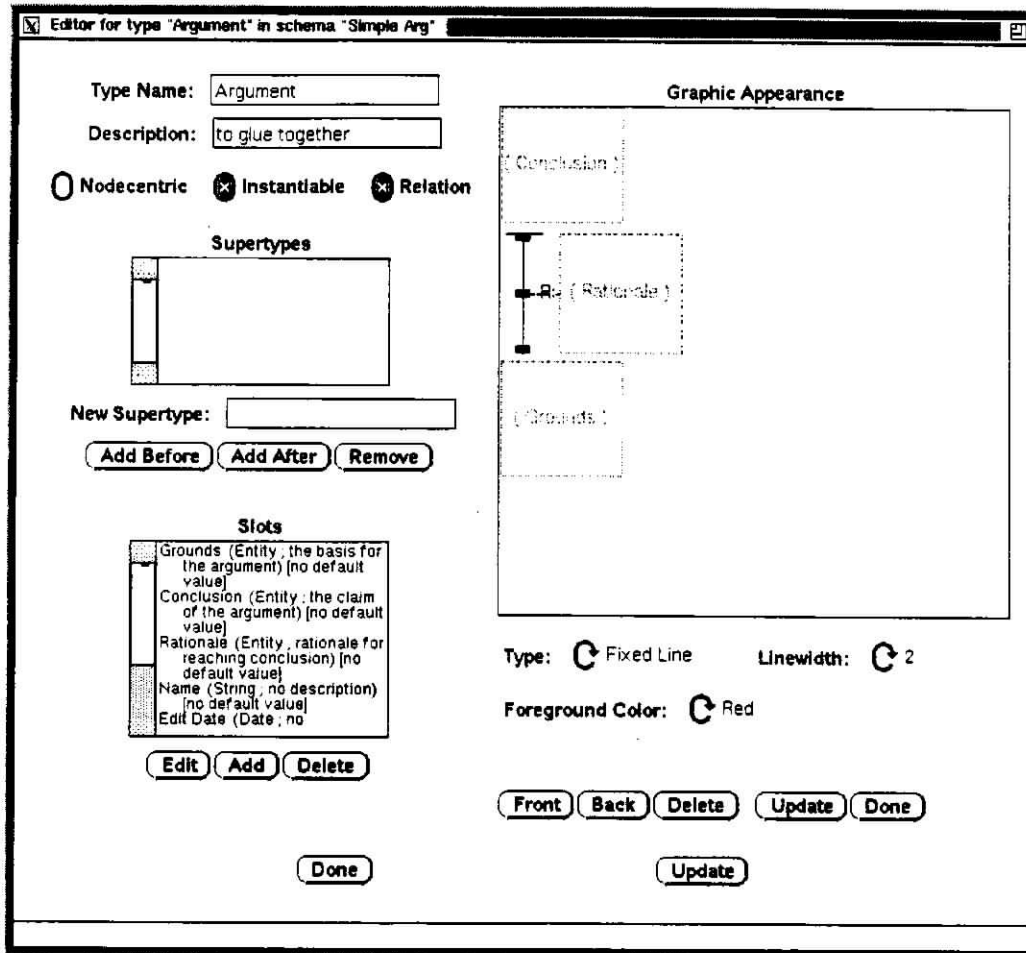 Editor for type "Argument" in schema "Simple Arg"
Type Name: Argument
Description: to glue together
Nodecentric Instantiable Relation
Supertypes
New Supertype:
Add Before Add After Remove
Slots
Grounds (Entity ; the basis for
the argument) [no default
value]
Conclusion (Entity ; the claim
of the argument) [no default
value]
Rationale (Entity ; rationale for
reaching conclusion) [no
default value]
Name (String ; no description)
[no default value]
Edit Date (Date ; no
Edit Add Delete
Done
Graphic Appearance
( Conclusion )
( Rationale )
( Grounds )
Type: Fixed Line Linewidth: 2
Foreground Color: Red
Front Back Delete Update Done
Update